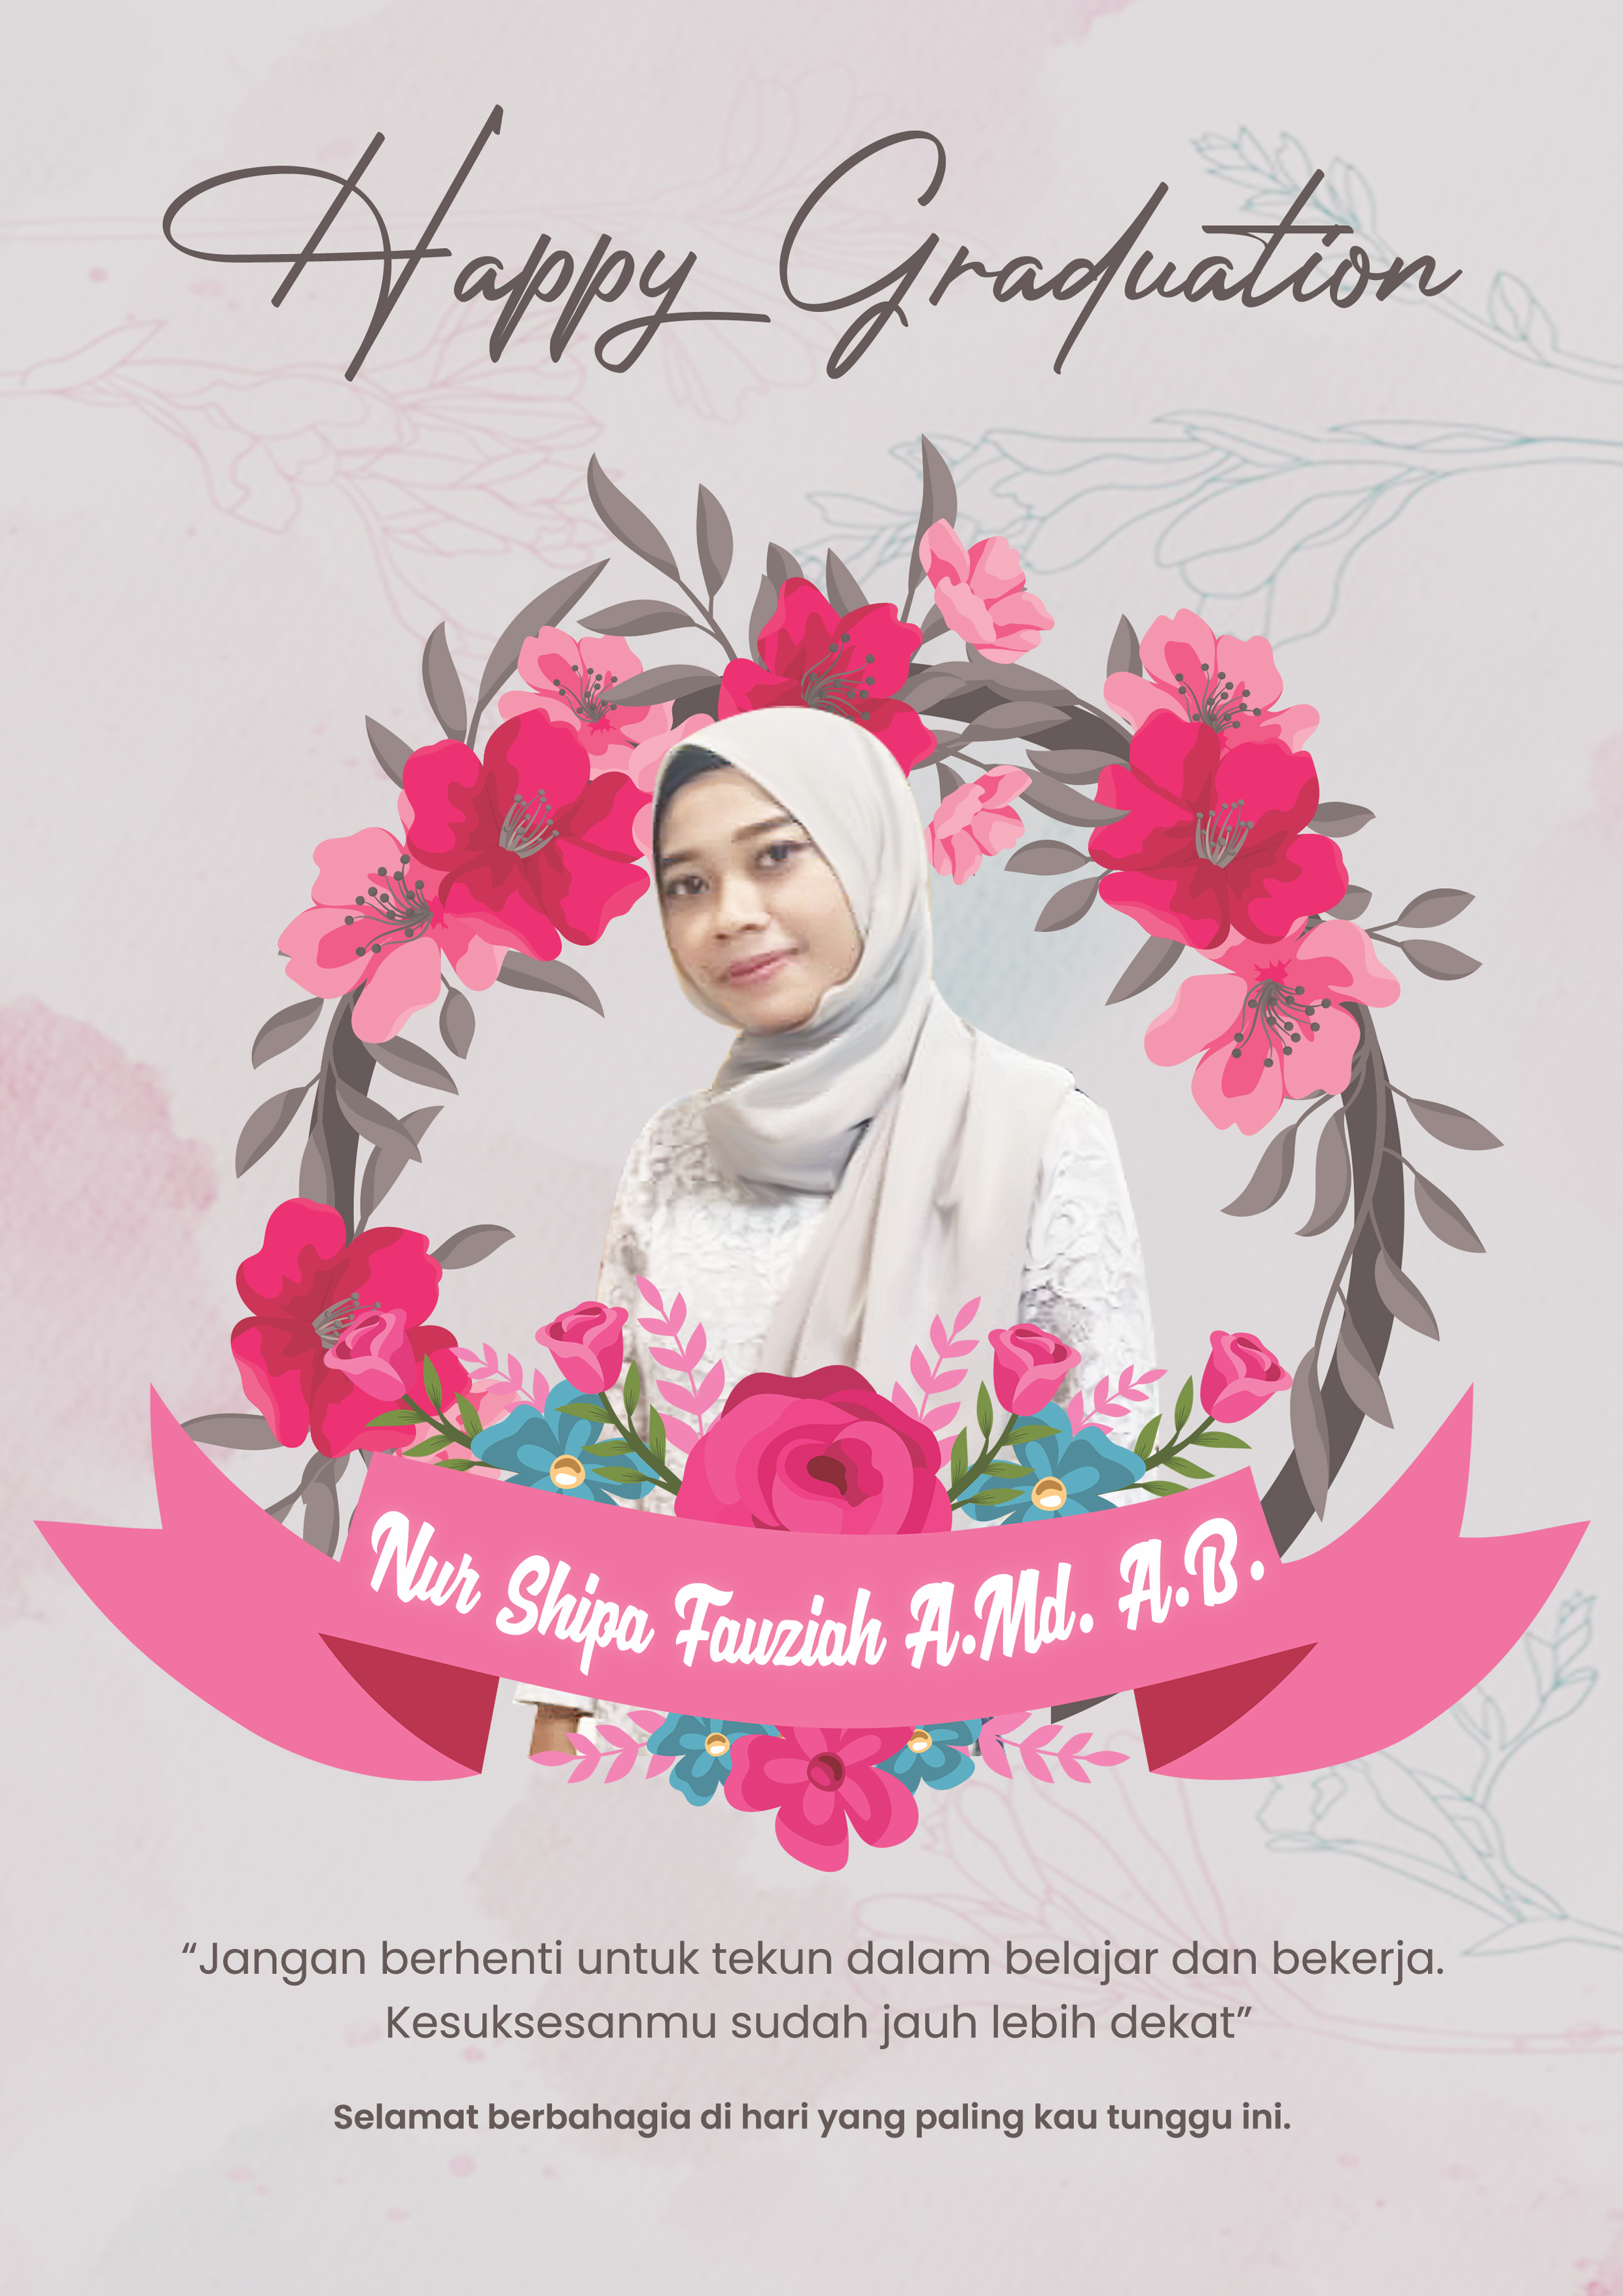 Happy Graduation
Nur Shipa Fauziah A.Md. A.B.
“Jangan berhenti untuk tekun dalam belajar dan bekerja.
Kesuksesanmu sudah jauh lebih dekat”
Selamat berbahagia di hari yang paling kau tunggu ini.